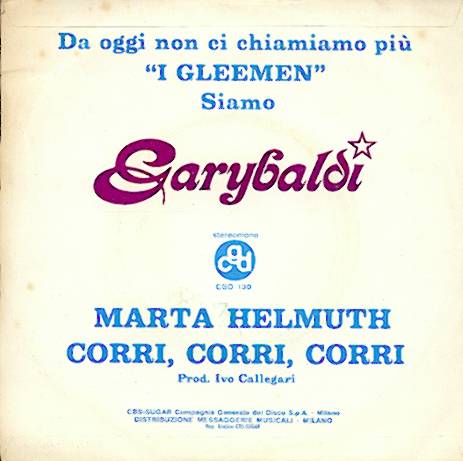 Da oggi non ci chiamiamo più
“I GLEEMEN”
Siamo
Garybaldi
stereomono
cgd
CGD 130
MARTA HELMUTH
CORRI, CORRI, CORRI
Prod. Ivo Callegari
CBS-SUGAR Compagnia Generale del Disco S.p.A. - Milano
DISTRIBUZIONE MESSAGGERIE MUSICALI - MILANO